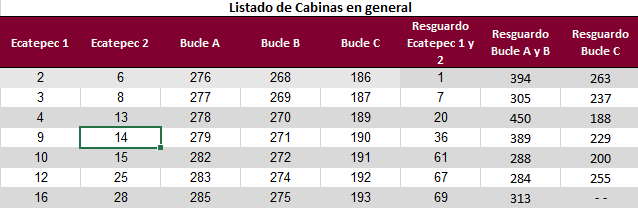 Listado de Cabinas en general
Ecatepec 1 Ecatepec 2 Bucle A Bucle B Bucle C Resguardo Ecatepec 1 y 2 Resguardo Bucle A y B Resguardo Bucle C
2 6 276 268 186 1 394 263
3 8 277 269 187 7 305 237
4 13 278 270 189 20 450 188
9 14 279 271 190 36 389 229
10 15 282 272 191 61 288 200
12 25 283 274 192 67 284 255
16 28 285 275 193 69 313 - -